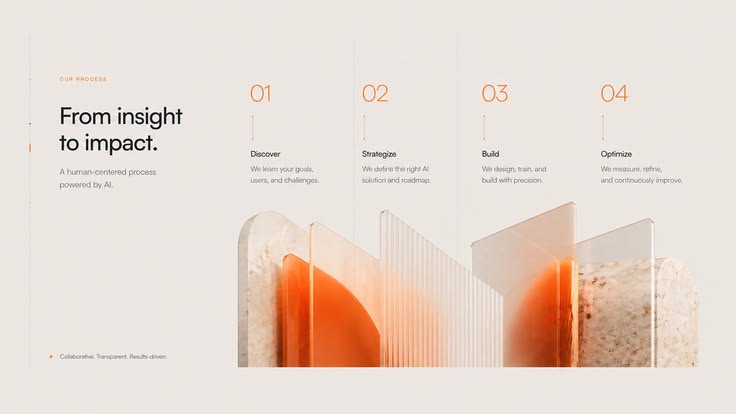 OUR PROCESS
From insight
to impact.
A human-centered process
powered by AI.
01
Discover
We learn your goals,
users, and challenges.
02
Strategize
We define the right AI
solution and roadmap.
03
Build
We design, train, and
build with precision.
04
Optimize
We measure, refine,
and continuously improve.
Collaborative. Transparent. Results-driven.